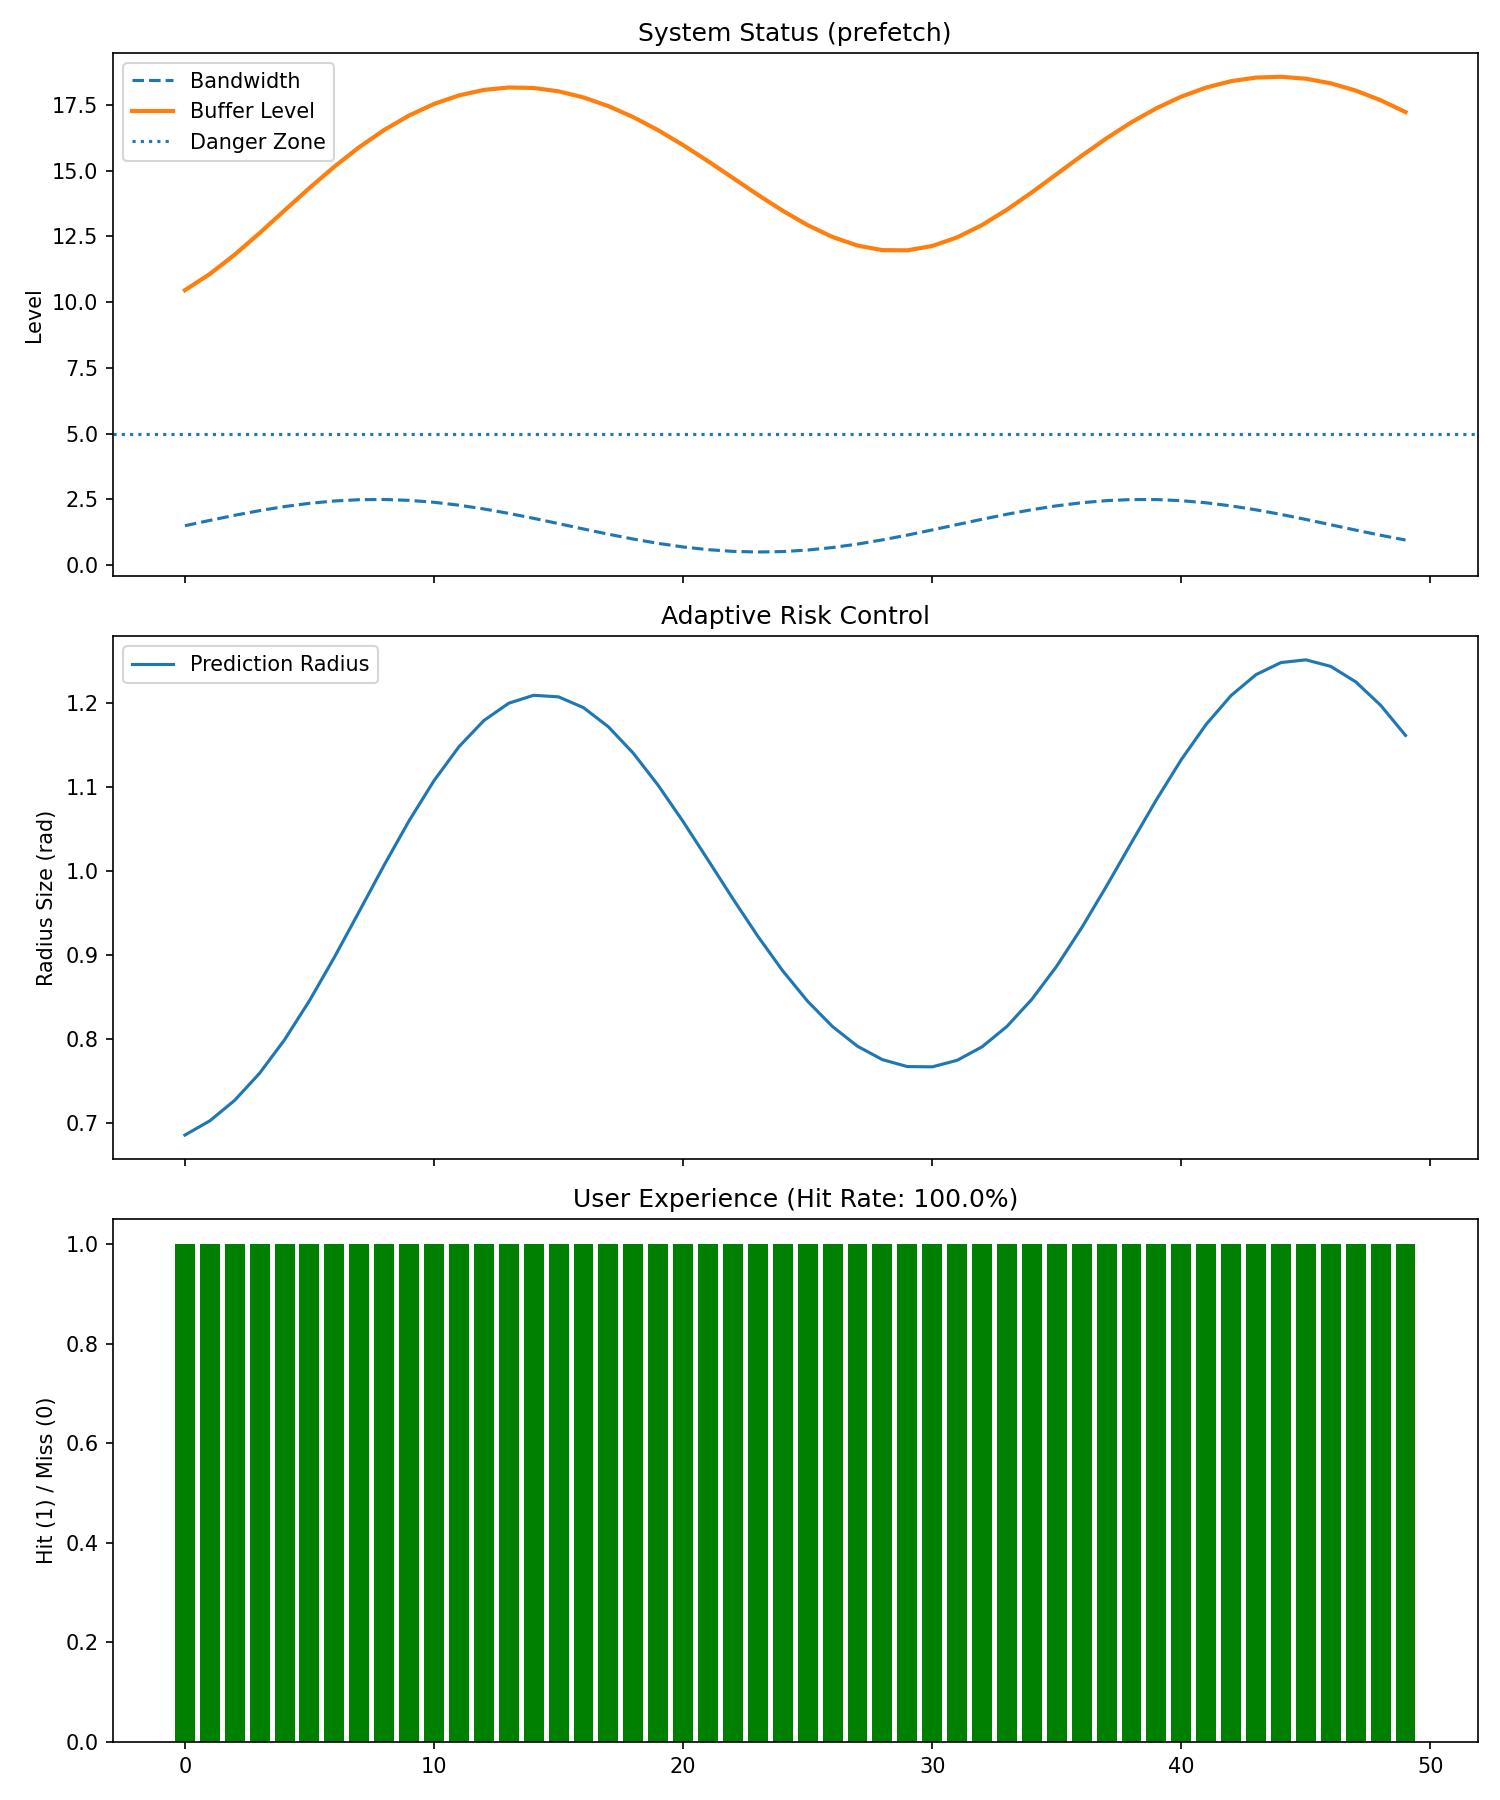 System Status (prefetch)
Bandwidth
Buffer Level
Danger Zone
17.5
15.0
12.5
10.0
7.5
5.0
2.5
0.0
Level
Adaptive Risk Control
Prediction Radius
1.2
1.1
1.0
0.9
0.8
0.7
Radius Size (rad)
User Experience (Hit Rate: 100.0%)
1.0
0.8
0.6
0.4
0.2
0.0
Hit (1) / Miss (0)
0 10 20 30 40 50